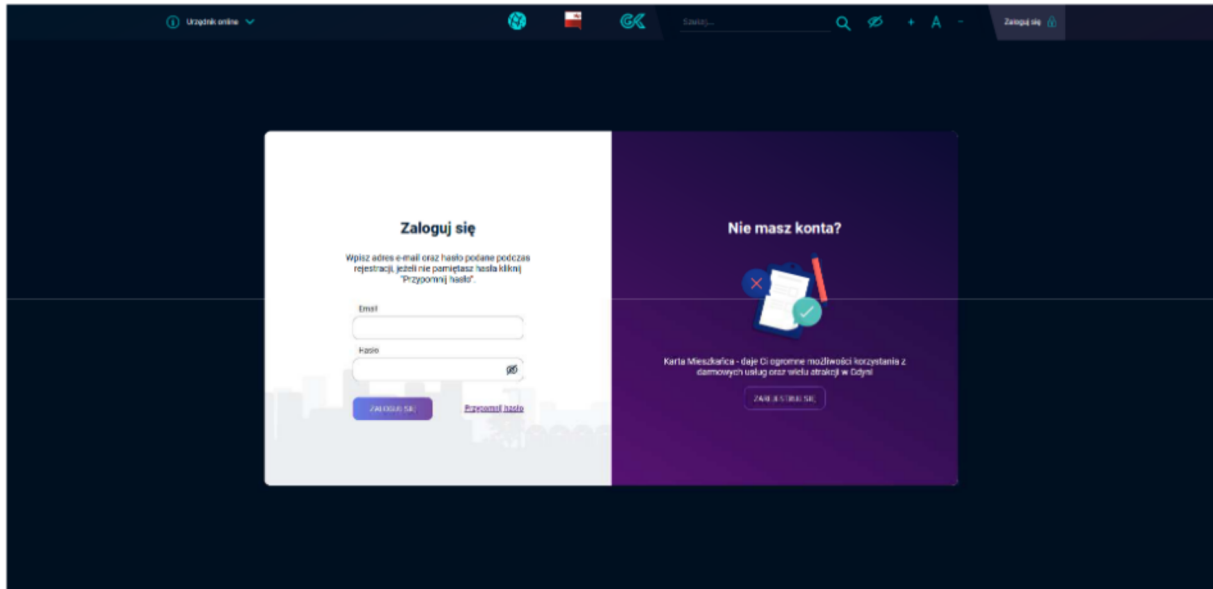 Urzędnik online
Szukaj...
+ A -
Zaloguj się
Zaloguj się
Wpisz adres e-mail oraz hasło podane podczas
rejestracji, jeżeli nie pamiętasz hasła kliknij
"Przypomnij hasło".
Email
Hasło
ZALOGUJ SIĘ
Przypomnij hasło
Nie masz konta?
Karta Mieszkańca - daje Ci ogromne możliwości korzystania z
darmowych usług oraz wielu atrakcji w Gdyni
ZAREJESTRUJ SIĘ